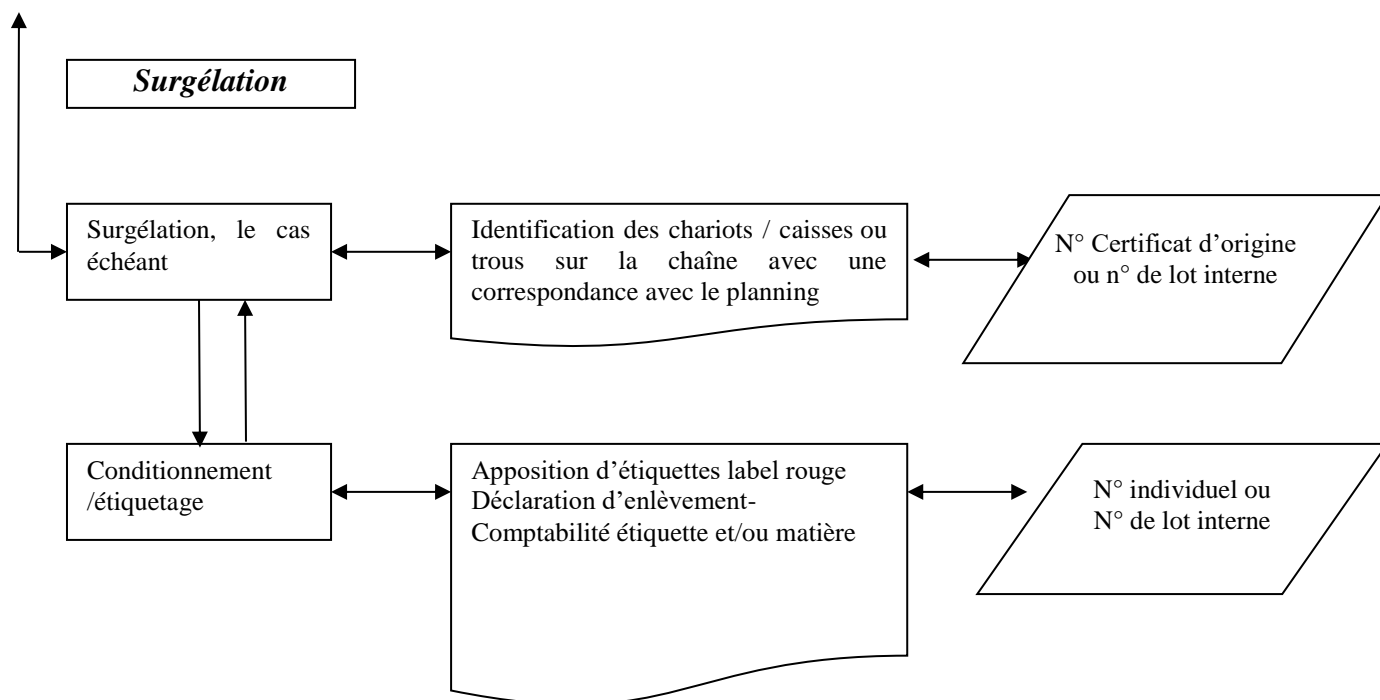 Surgélation
Surgélation, le cas
échéant
Identification des chariots / caisses ou
trous sur la chaîne avec une
correspondance avec le planning
N° Certificat d’origine
ou n° de lot interne
Conditionnement
/étiquetage
Apposition d’étiquettes label rouge
Déclaration d’enlèvement-
Comptabilité étiquette et/ou matière
N° individuel ou
N° de lot interne